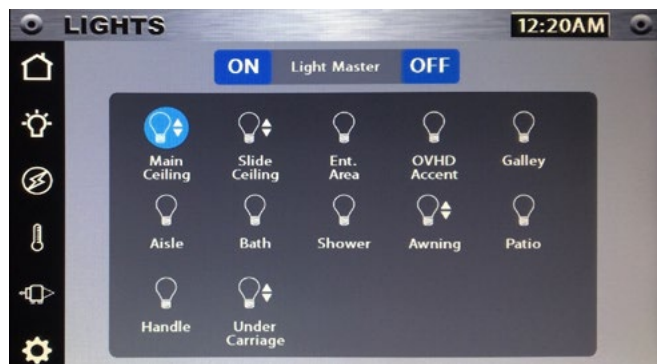 LIGHTS
12:20AM
ON Light Master OFF
Main Ceiling
Slide Ceiling
Ent. Area
OVHD Accent
Galley
Aisle
Bath
Shower
Awning
Patio
Handle
Under Carriage